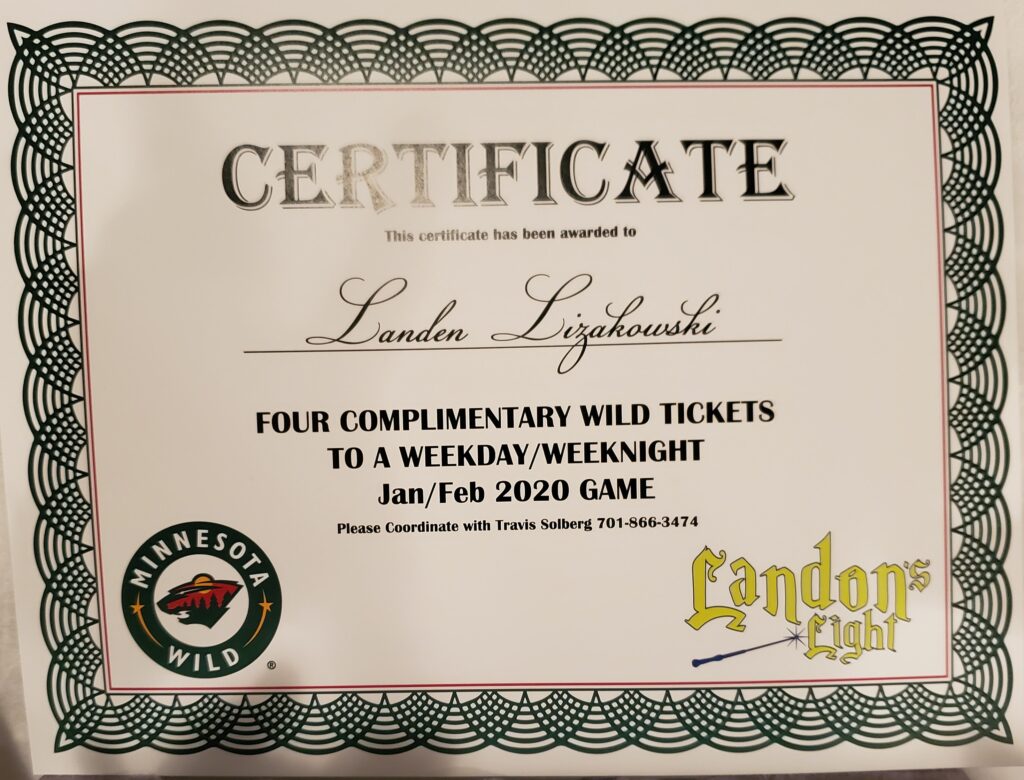 CERTIFICATE
This certificate has been awarded to
Landen Lizakowski
FOUR COMPLIMENTARY WILD TICKETS
TO A WEEKDAY/WEEKNIGHT
Jan/Feb 2020 GAME
Please Coordinate with Travis Solberg 701-866-3474
MINNESOTA
WILD
®
Landon's
Light